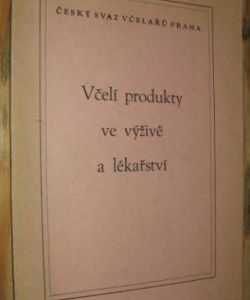 ČESKÝ SVAZ VČELAŘŮ PRAHA
Včelí produkty
ve výživě
a lékařství